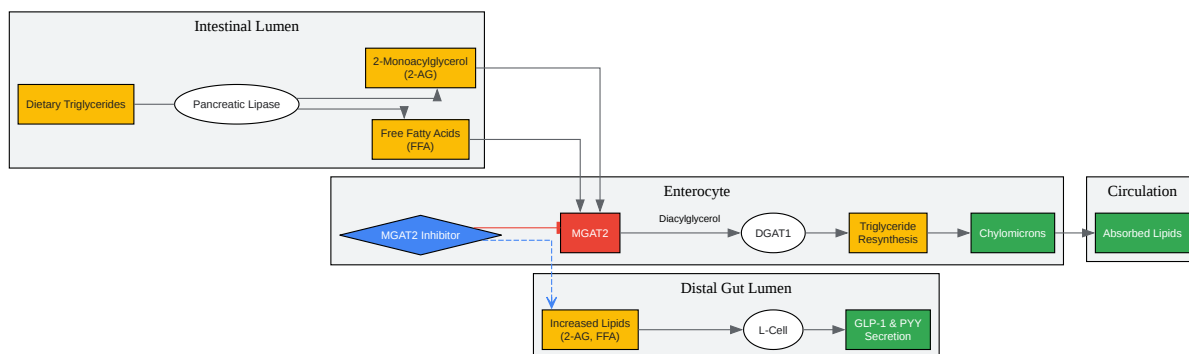 Intestinal Lumen
Dietary Triglycerides
Pancreatic Lipase
2-Monoacylglycerol
(2-AG)
Free Fatty Acids
(FFA)
Enterocyte
MGAT2 Inhibitor
MGAT2
Diacylglycerol
DGAT1
Triglyceride
Resynthesis
Chylomicrons
Circulation
Absorbed Lipids
Distal Gut Lumen
Increased Lipids
(2-AG, FFA)
L-Cell
GLP-1 & PYY
Secretion